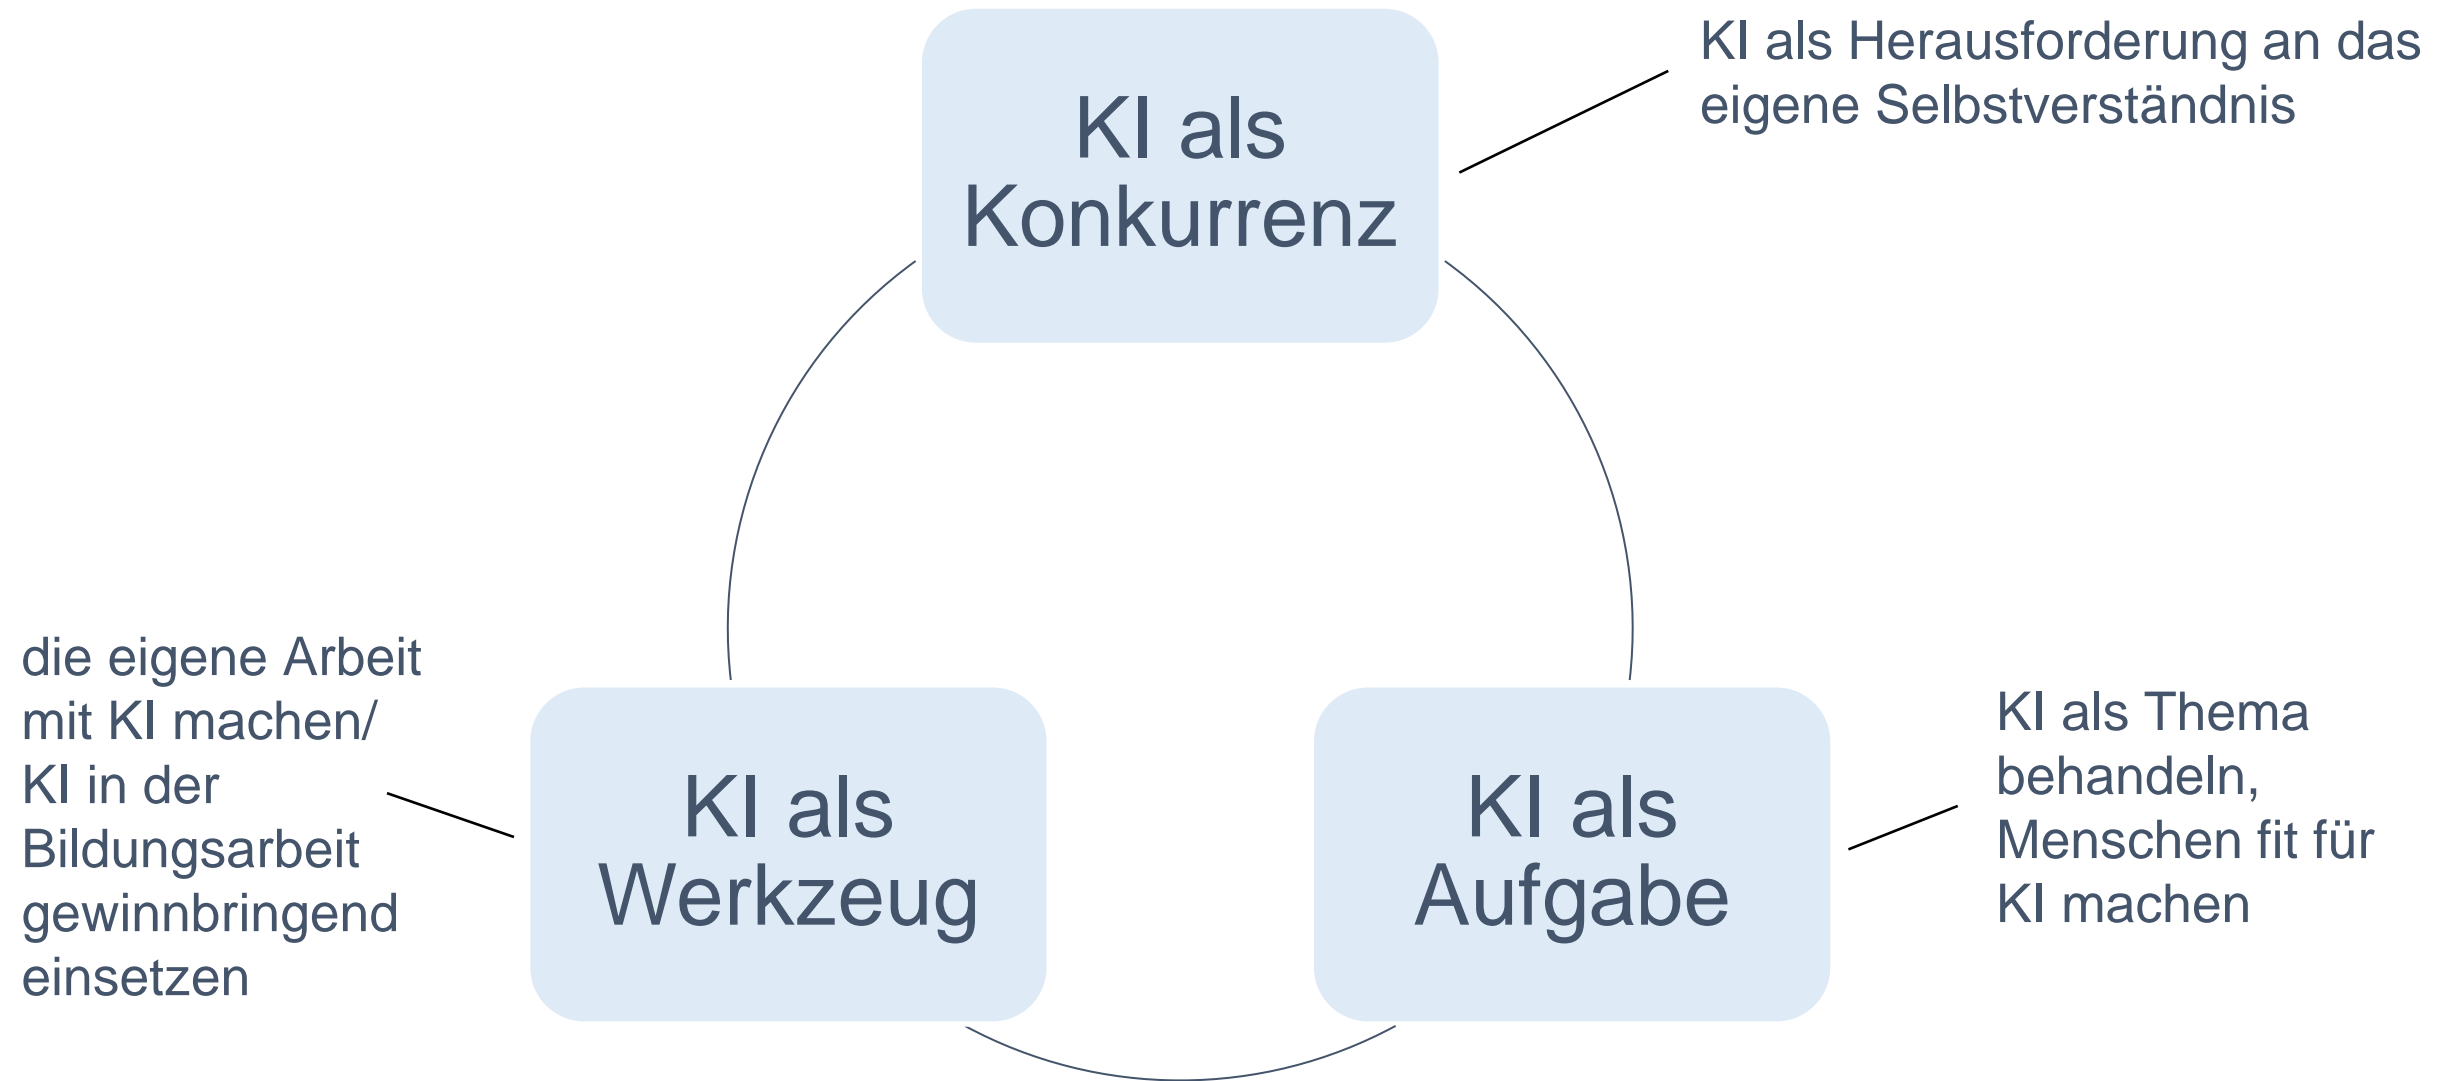 KI als
Konkurrenz
KI als Herausforderung an das
eigene Selbstverständnis
die eigene Arbeit
mit KI machen/
KI in der
Bildungsarbeit
gewinnbringend
einsetzen
KI als
Werkzeug
KI als
Aufgabe
KI als Thema
behandeln,
Menschen fit für
KI machen